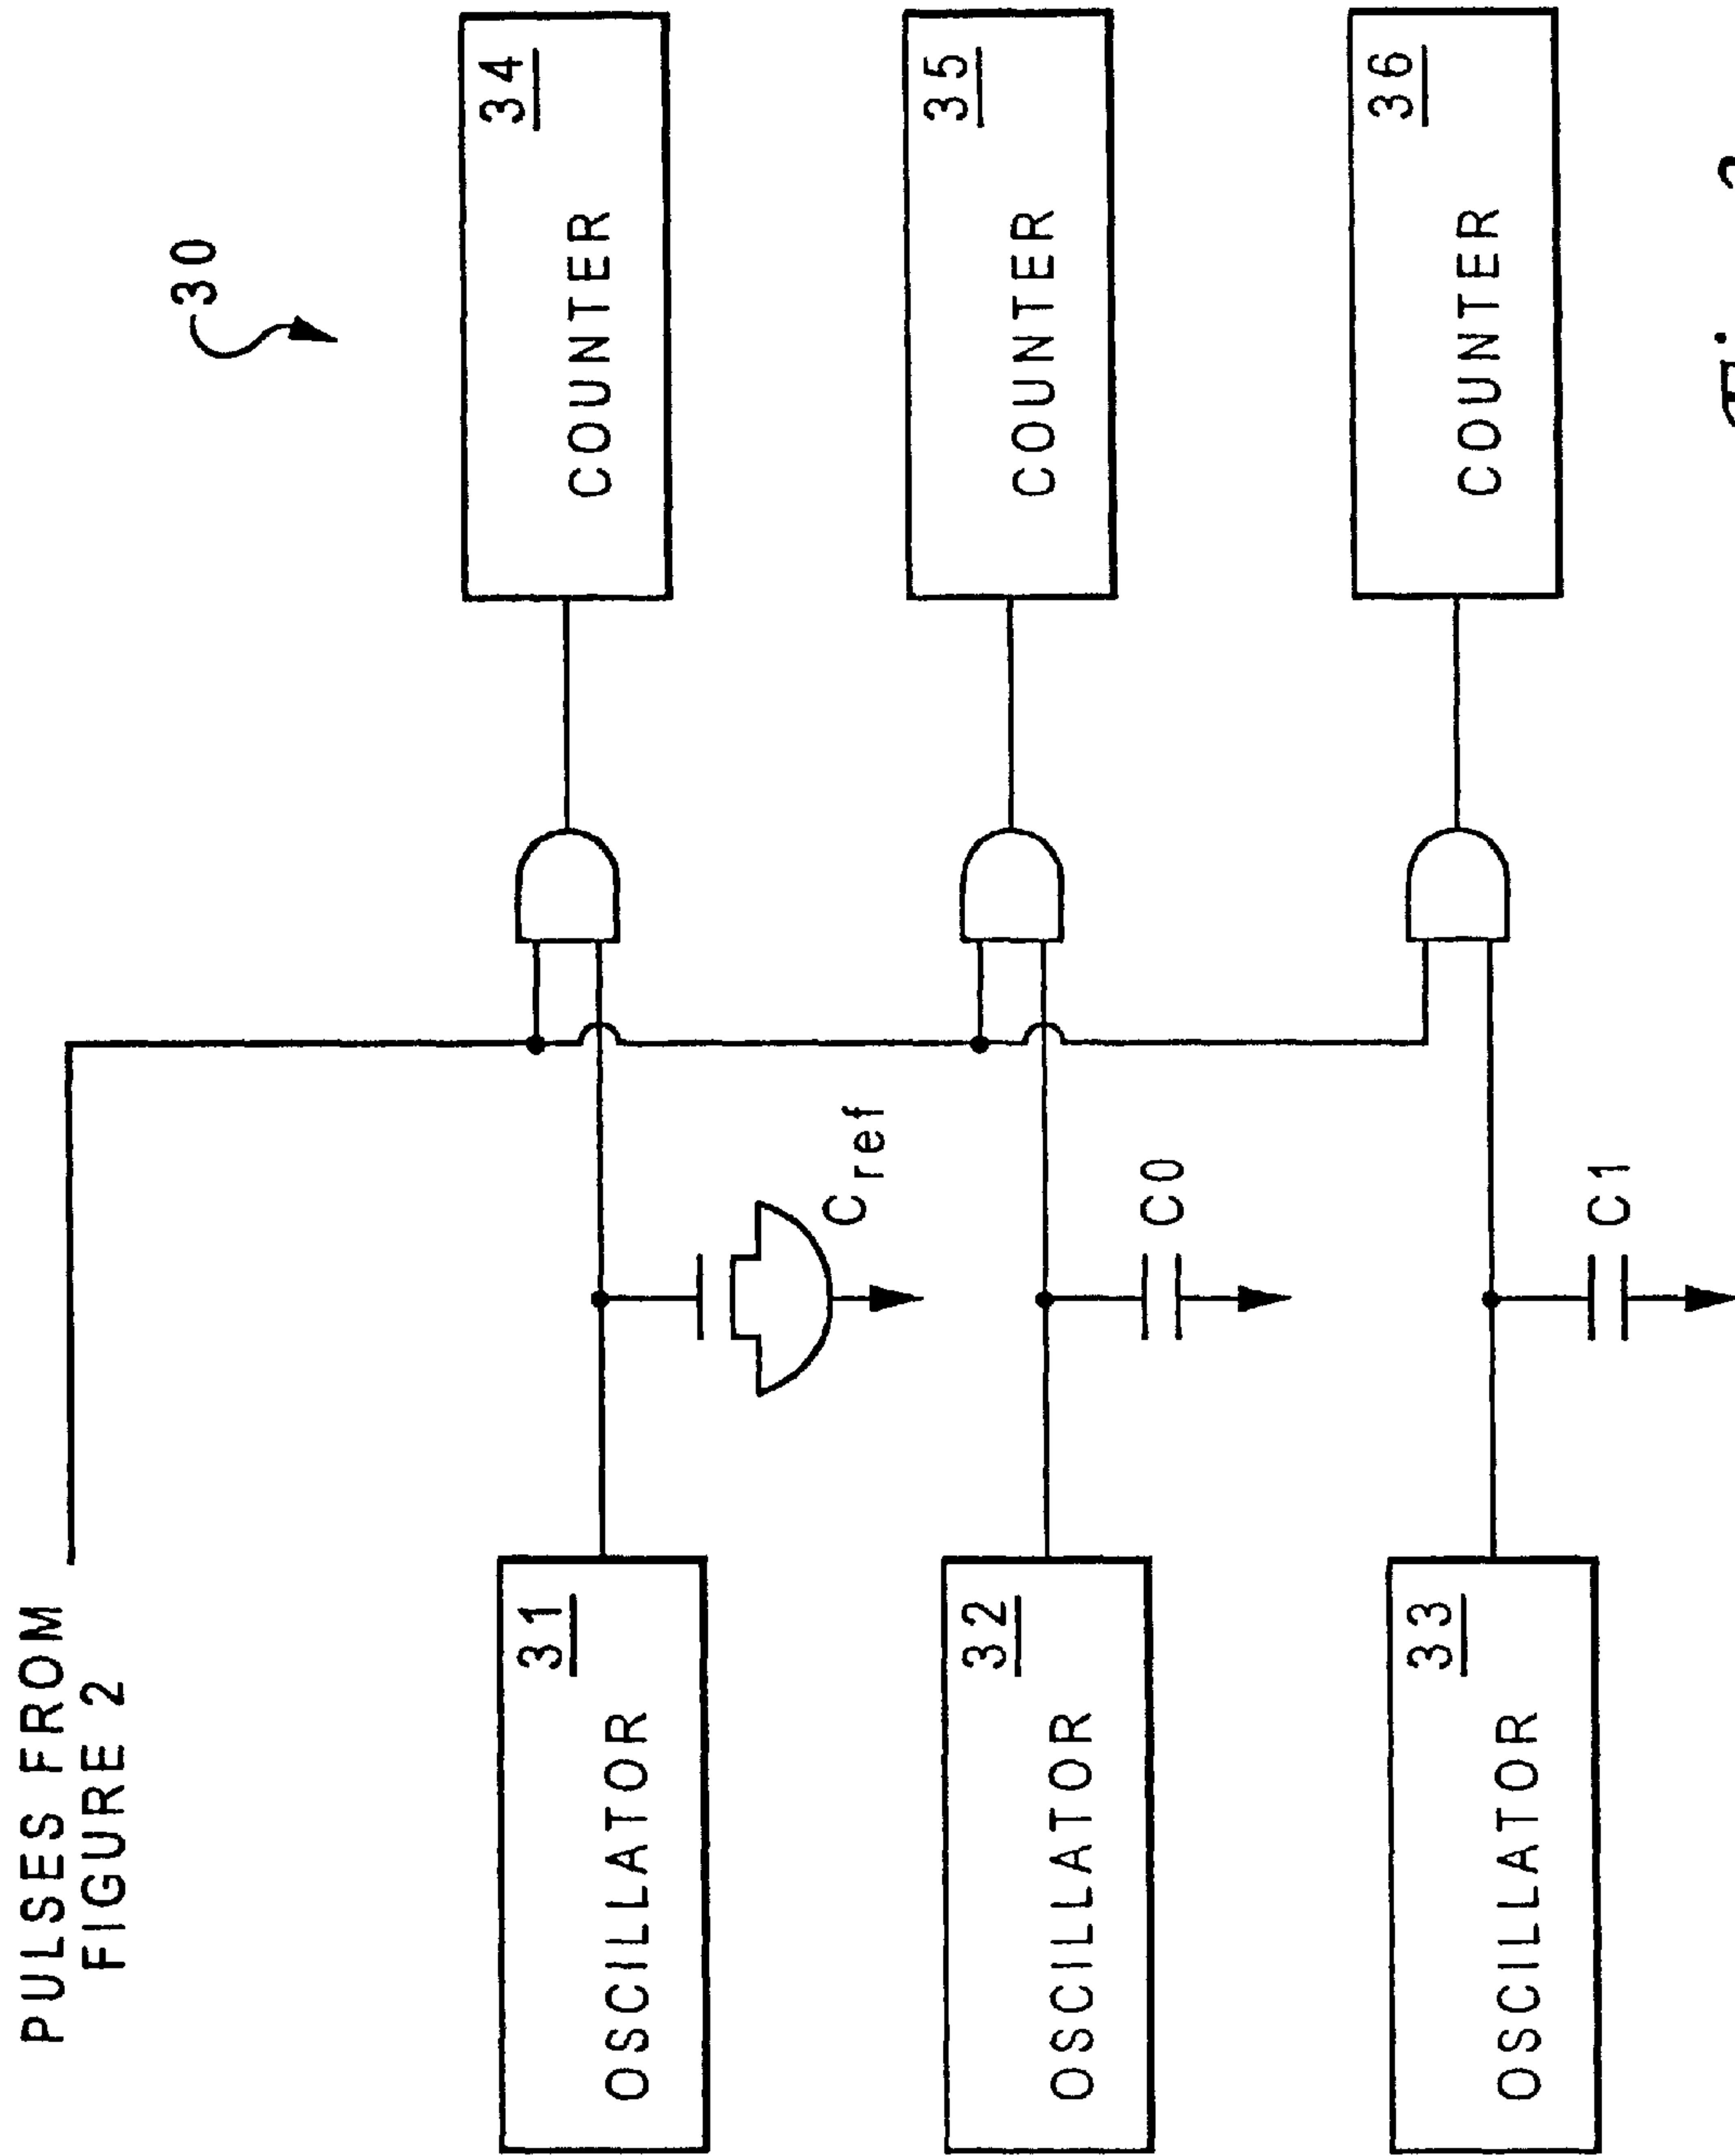 PULSES FROM
FIGURE 2
30
OSCILLATOR 31
C ref
COUNTER 34
OSCILLATOR 32
C0
COUNTER 35
OSCILLATOR 33
C1
COUNTER 36